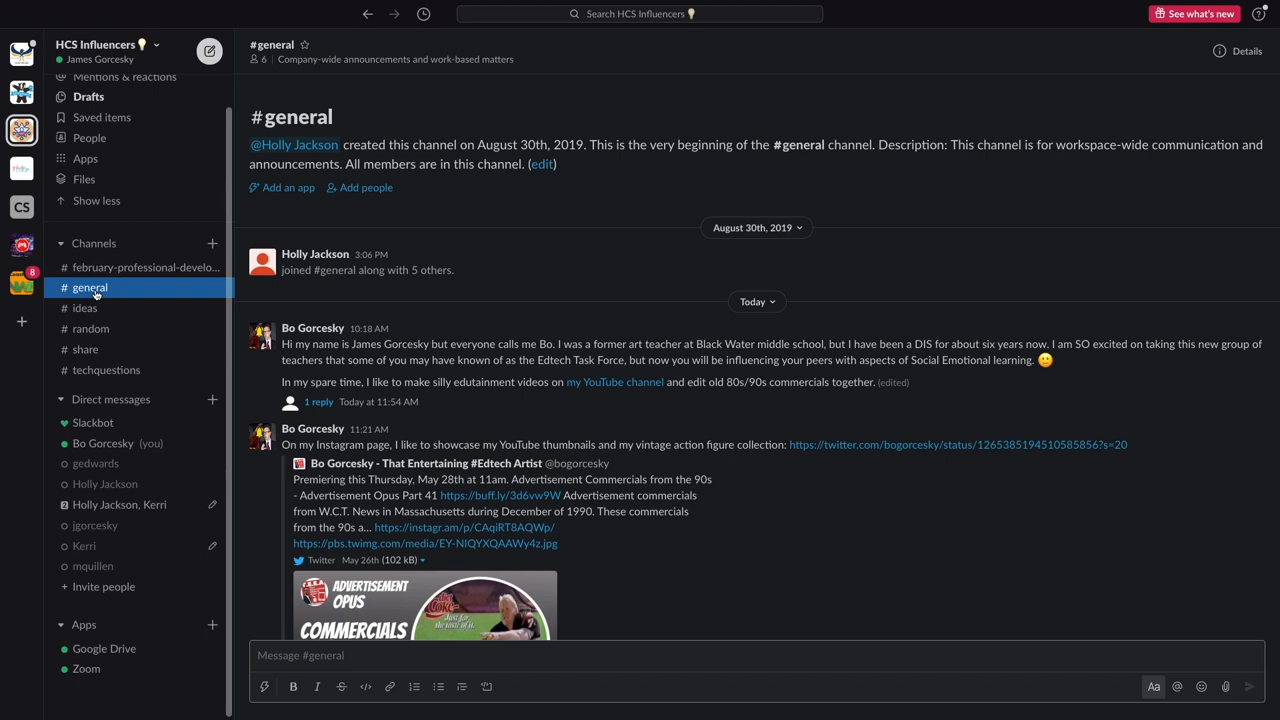 Search HCS Influencers
See what's new
HCS Influencers
James Gorcesky
Mentions & reactions
Drafts
Saved items
People
Apps
Files
Show less
Channels
# february-professional-develo...
# general
# ideas
# random
# share
# techquestions
Direct messages
Slackbot
Bo Gorcesky (you)
gedwards
Holly Jackson
2 Holly Jackson, Kerri
jgorcesky
Kerri
mquillen
+ Invite people
Apps
Google Drive
Zoom
CS
8
#general
6 | Company-wide announcements and work-based matters
Details
#general
@Holly Jackson created this channel on August 30th, 2019. This is the very beginning of the #general channel. Description: This channel is for workspace-wide communication and
announcements. All members are in this channel. (edit)
Add an app Add people
August 30th, 2019
Holly Jackson 3:06 PM
joined #general along with 5 others.
Today
Bo Gorcesky 10:18 AM
Hi my name is James Gorcesky but everyone calls me Bo. I was a former art teacher at Black Water middle school, but I have been a DIS for about six years now. I am SO excited on taking this new group of
teachers that some of you may have known of as the Edtech Task Force, but now you will be influencing your peers with aspects of Social Emotional learning.
In my spare time, I like to make silly edutainment videos on my YouTube channel and edit old 80s/90s commercials together. (edited)
1 reply Today at 11:54 AM
Bo Gorcesky 11:21 AM
On my Instagram page, I like to showcase my YouTube thumbnails and my vintage action figure collection: https://twitter.com/bogorcesky/status/1265385194510585856?s=20
Bo Gorcesky - That Entertaining #Edtech Artist @bogorcesky
Premiering this Thursday, May 28th at 11am. Advertisement Commercials from the 90s
- Advertisement Opus Part 41 https://buff.ly/3d6vw9W Advertisement commercials
from W.C.T. News in Massachusetts during December of 1990. These commercials
from the 90s a... https://instagr.am/p/CAqiRT8AQWp/
https://pbs.twimg.com/media/EY-NIQYXQAAWy4z.jpg
Twitter May 26th (102 kB)
ADVERTISEMENT
OPUS
COMMERCIALS
Just for
the taste of it.
Message #general
B I Aa @